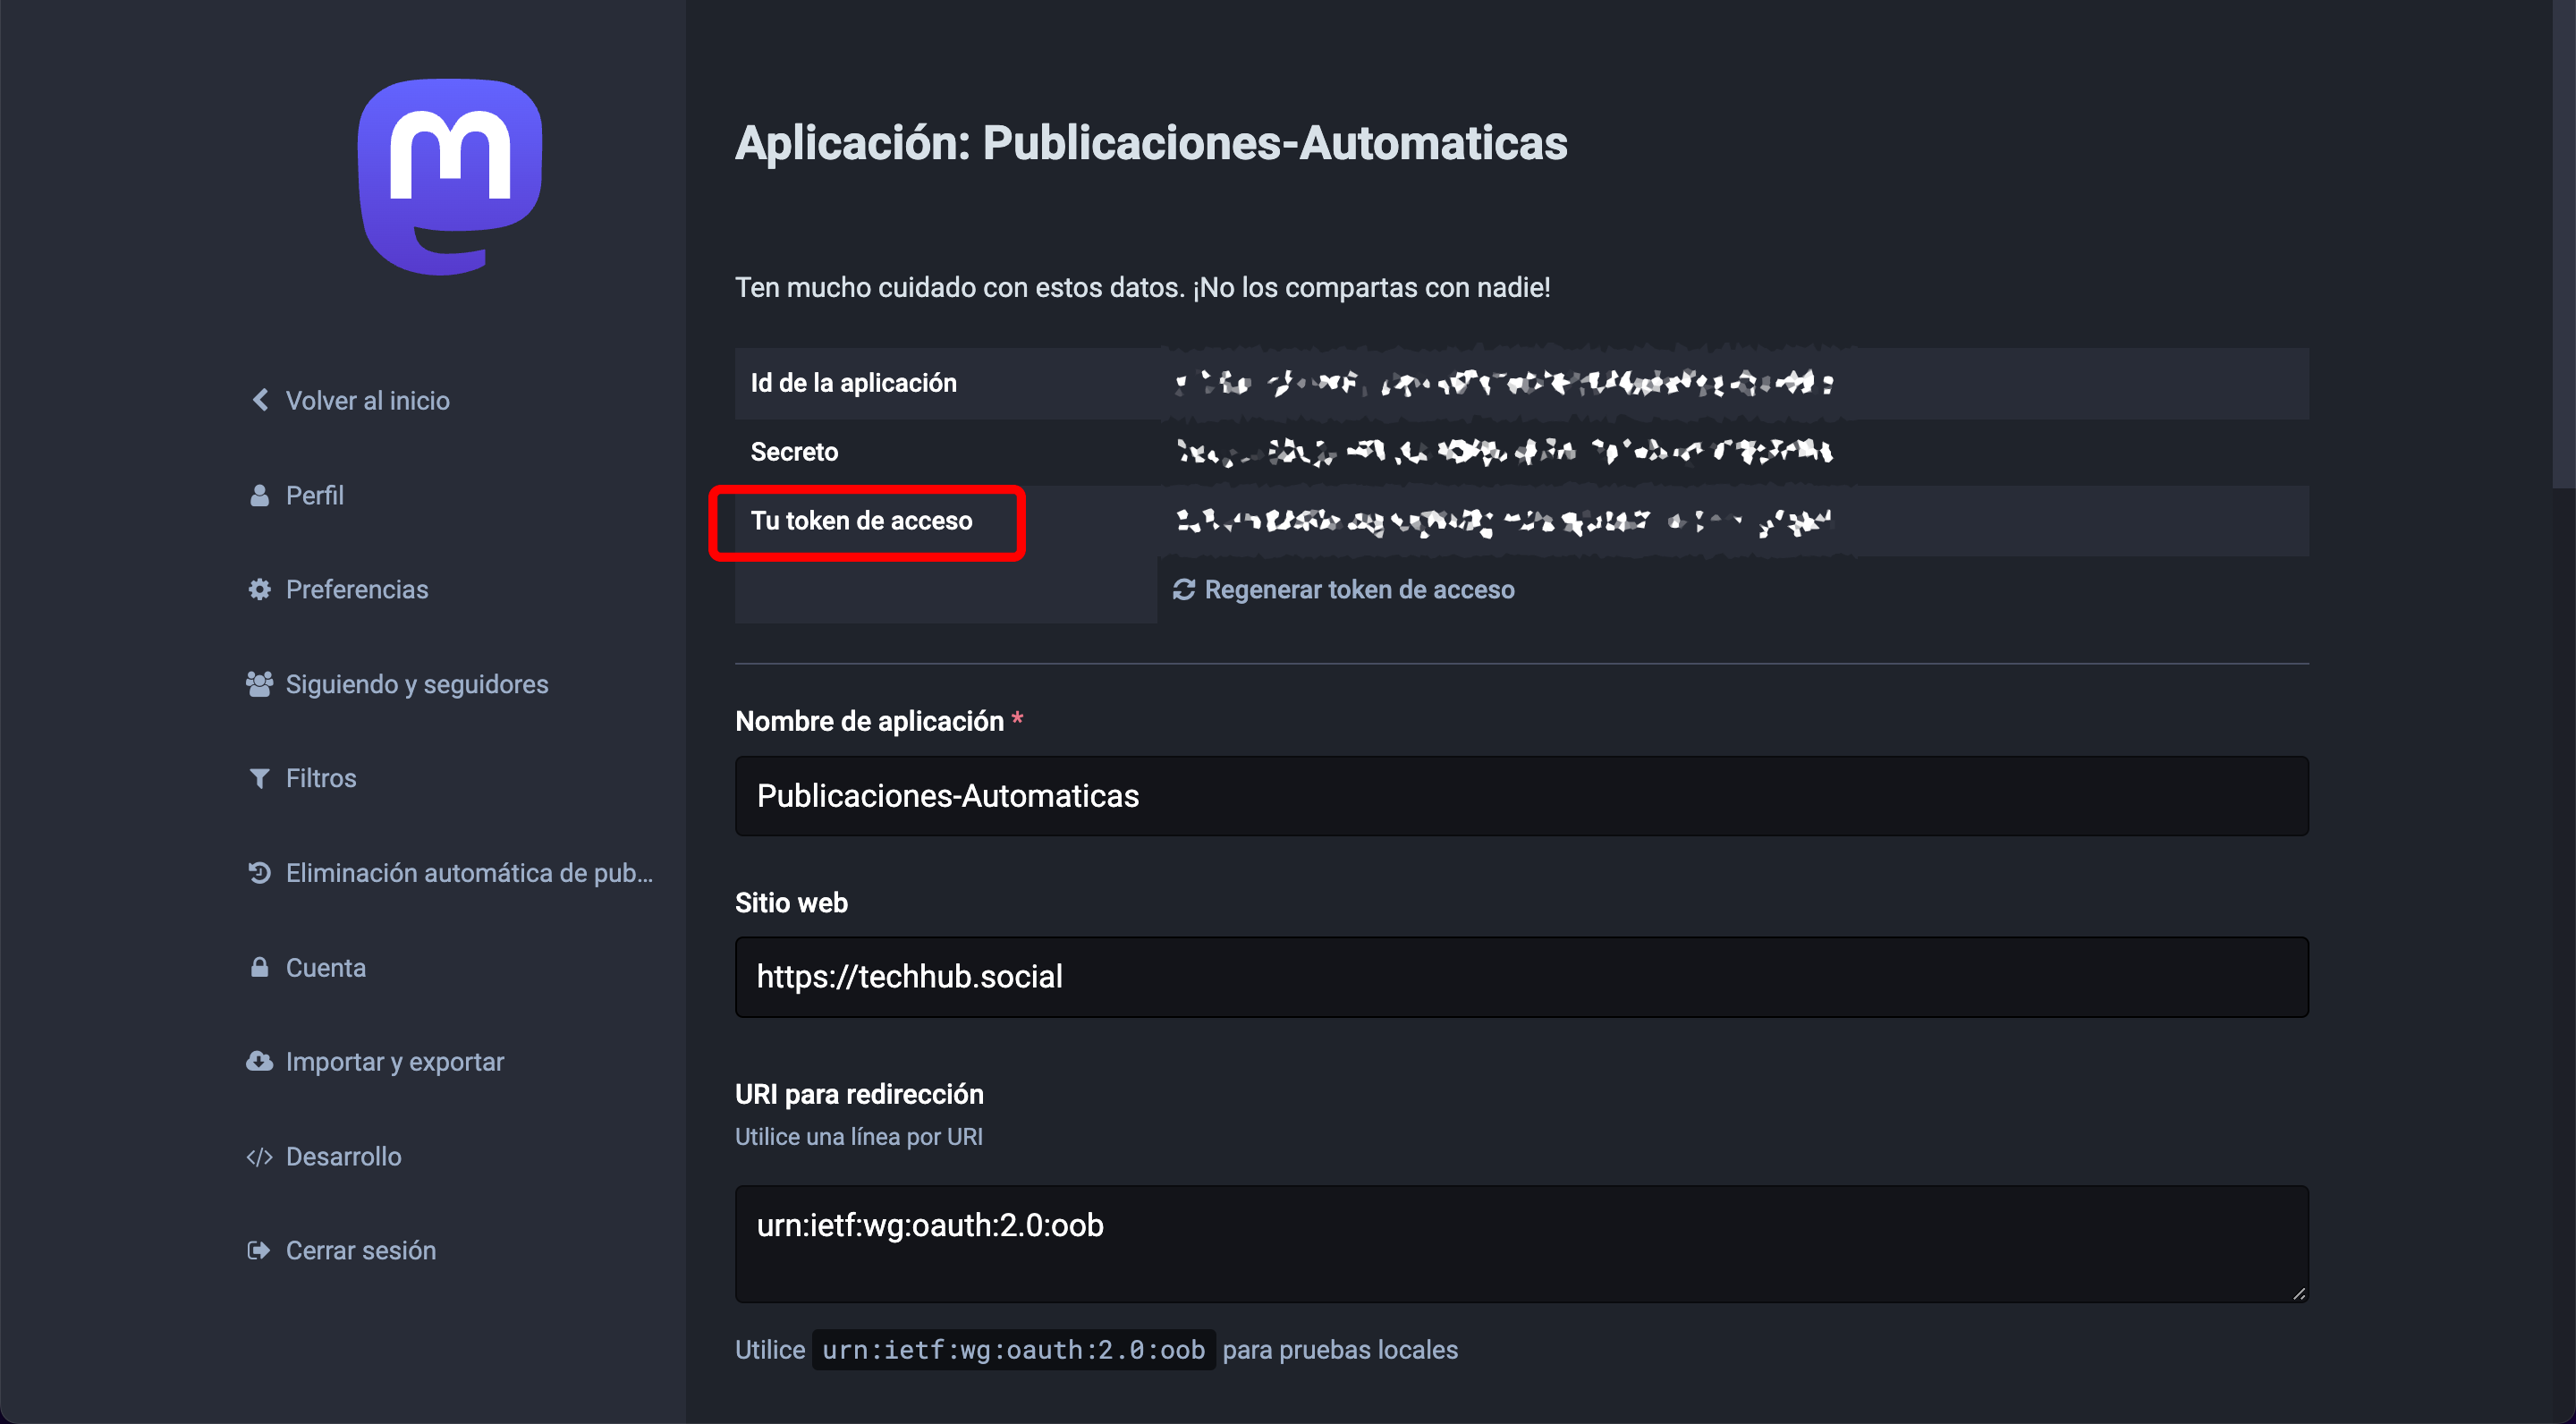 Volver al inicio
Perfil
Preferencias
Siguiendo y seguidores
Filtros
Eliminación automática de pub...
Cuenta
Importar y exportar
Desarrollo
Cerrar sesión
Aplicación: Publicaciones-Automaticas
Ten mucho cuidado con estos datos. ¡No los compartas con nadie!
Id de la aplicación
Secreto
Tu token de acceso
Regenerar token de acceso
Nombre de aplicación *
Publicaciones-Automaticas
Sitio web
https://techhub.social
URI para redirección
Utilice una línea por URI
urn:ietf:wg:oauth:2.0:oob
Utilice urn:ietf:wg:oauth:2.0:oob para pruebas locales